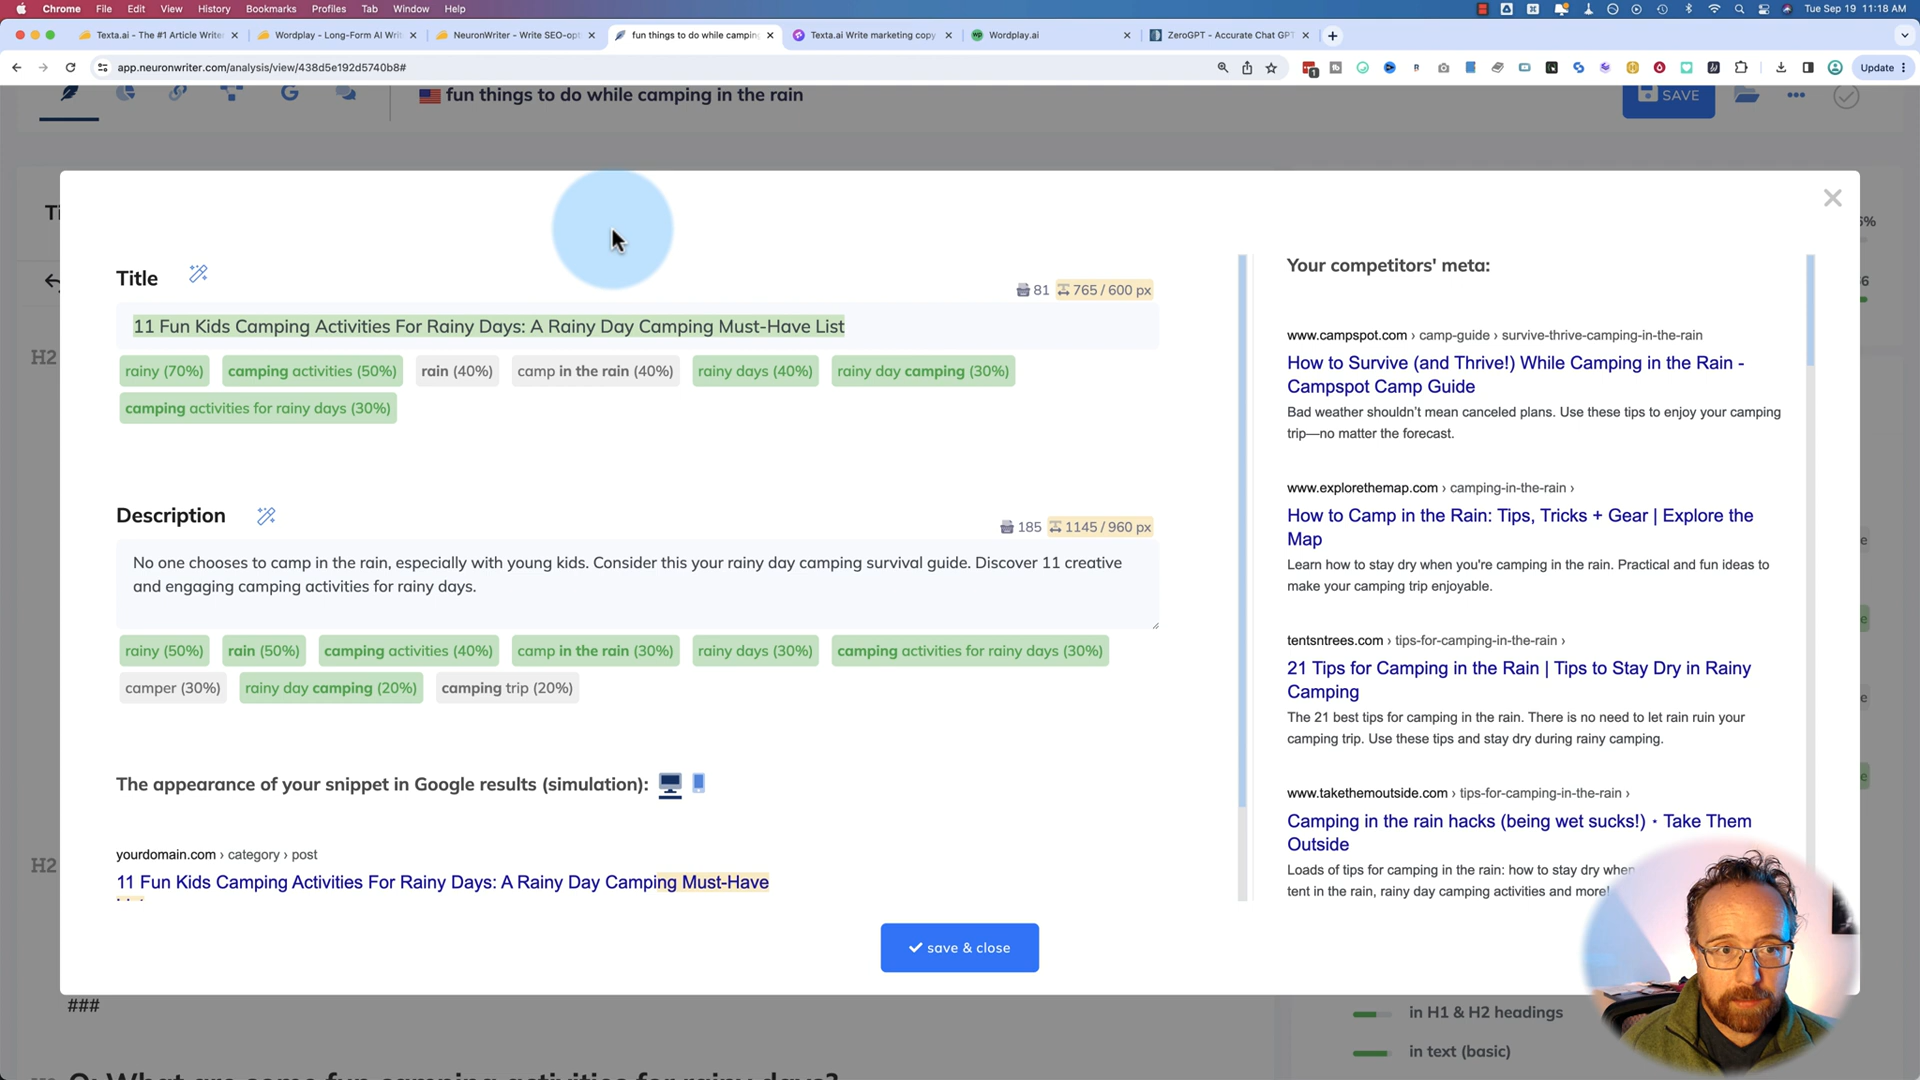 Chrome File Edit View History Bookmarks Profiles Tab Window Help Tue Sep 19 11:18 AM
Texta.ai - The #1 Article Writer Wordplay - Long-Form AI Writ NeuronWriter - Write SEO-opt fun things to do while camping Texta.ai Write marketing copy Wordplay.ai ZeroGPT - Accurate Chat GPT
app.neuronwriter.com/analysis/view/438d5e192d5740b8# 1 Update
fun things to do while camping in the rain
SAVE
Title
81 765 / 600 px
11 Fun Kids Camping Activities For Rainy Days: A Rainy Day Camping Must-Have List
rainy (70%) camping activities (50%) rain (40%) camp in the rain (40%) rainy days (40%) rainy day camping (30%)
camping activities for rainy days (30%)
Description
185 1145 / 960 px
No one chooses to camp in the rain, especially with young kids. Consider this your rainy day camping survival guide. Discover 11 creative
and engaging camping activities for rainy days.
rainy (50%) rain (50%) camping activities (40%) camp in the rain (30%) rainy days (30%) camping activities for rainy days (30%)
camper (30%) rainy day camping (20%) camping trip (20%)
The appearance of your snippet in Google results (simulation):
yourdomain.com › category › post
11 Fun Kids Camping Activities For Rainy Days: A Rainy Day Camping Must-Have
save & close
Your competitors' meta:
www.campspot.com › camp-guide › survive-thrive-camping-in-the-rain
How to Survive (and Thrive!) While Camping in the Rain -
Campspot Camp Guide
Bad weather shouldn't mean canceled plans. Use these tips to enjoy your camping
trip—no matter the forecast.
www.explorethemap.com › camping-in-the-rain ›
How to Camp in the Rain: Tips, Tricks + Gear | Explore the
Map
Learn how to stay dry when you're camping in the rain. Practical and fun ideas to
make your camping trip enjoyable.
tentsntrees.com › tips-for-camping-in-the-rain ›
21 Tips for Camping in the Rain | Tips to Stay Dry in Rainy
Camping
The 21 best tips for camping in the rain. There is no need to let rain ruin your
camping trip. Use these tips and stay dry during rainy camping.
www.takethemoutside.com › tips-for-camping-in-the-rain ›
Camping in the rain hacks (being wet sucks!) • Take Them
Outside
Loads of tips for camping in the rain: how to stay dry when
tent in the rain, rainy day camping activities and more!
H2
H2
###
in H1 & H2 headings
in text (basic)
Q: What are some fun camping activities for rainy days?